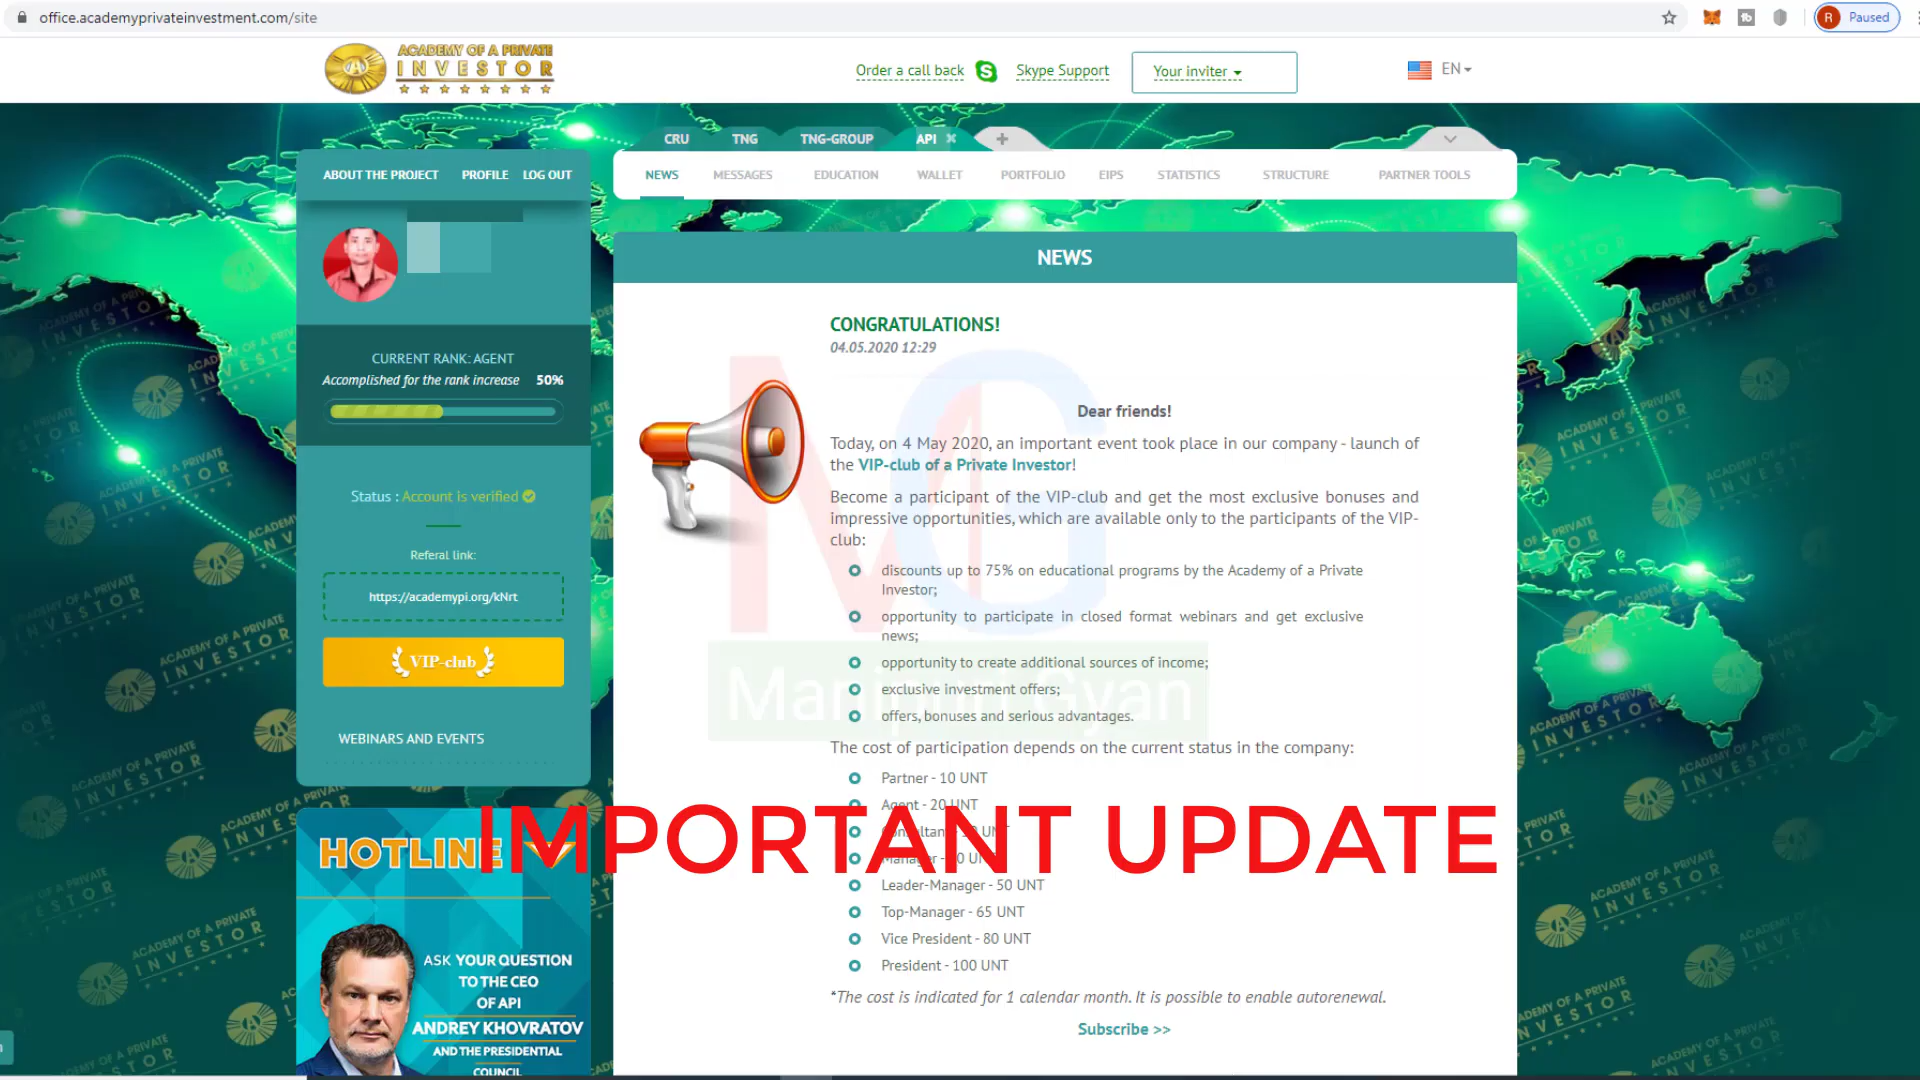 office.academyprivateinvestment.com/site
R Paused
ACADEMY OF A PRIVATE
INVESTOR
Order a call back
Skype Support
Your inviter
EN
CRU
TNG
TNG-GROUP
API
ABOUT THE PROJECT
PROFILE
LOG OUT
NEWS
MESSAGES
EDUCATION
WALLET
PORTFOLIO
EIPS
STATISTICS
STRUCTURE
PARTNER TOOLS
CURRENT RANK: AGENT
Accomplished for the rank increase 50%
Status : Account is verified
Referal link:
https://academypi.org/kNrt
VIP-club
WEBINARS AND EVENTS
HOTLINE
ASK YOUR QUESTION
TO THE CEO
OF API
ANDREY KHOVRATOV
AND THE PRESIDENTIAL
COUNCIL
NEWS
CONGRATULATIONS!
04.05.2020 12:29
Dear friends!
Today, on 4 May 2020, an important event took place in our company - launch of
the VIP-club of a Private Investor!
Become a participant of the VIP-club and get the most exclusive bonuses and
impressive opportunities, which are available only to the participants of the VIP-
club:
discounts up to 75% on educational programs by the Academy of a Private
Investor;
opportunity to participate in closed format webinars and get exclusive
news;
opportunity to create additional sources of income;
exclusive investment offers;
offers, bonuses and serious advantages.
MG
Manipuri Gyan
The cost of participation depends on the current status in the company:
Partner - 10 UNT
Agent - 20 UNT
IMPORTANT UPDATE
Leader-Manager - 50 UNT
Top-Manager - 65 UNT
Vice President - 80 UNT
President - 100 UNT
*The cost is indicated for 1 calendar month. It is possible to enable autorenewal.
Subscribe >>